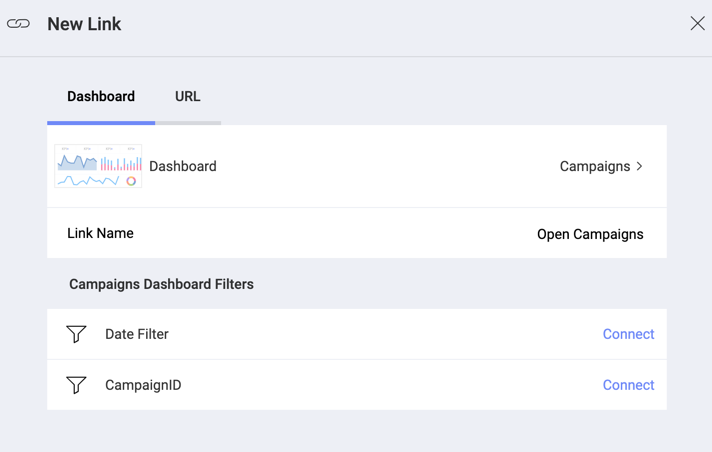 New Link
Dashboard URL
Dashboard Campaigns
Link Name Open Campaigns
Campaigns Dashboard Filters
Date Filter Connect
CampaignID Connect